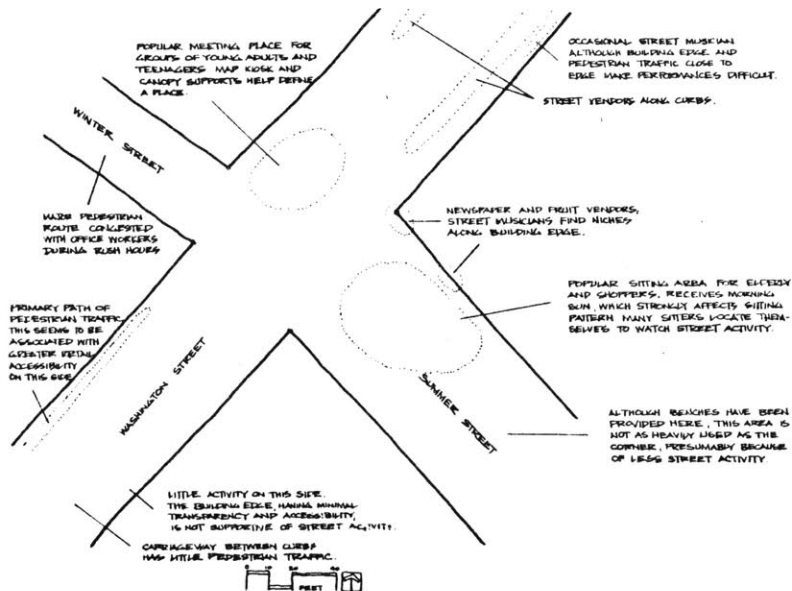 POPULAR MEETING PLACE FOR
GROUPS OF YOUNG ADULTS AND
TEENAGERS MAP KIOSK AND
CANOPY SUPPORTS HELP DEFINE
A PLACE.
OCCASIONAL STREET MUSICIAN
ALTHOUGH BUILDING EDGE AND
PEDESTRIAN TRAFFIC CLOSE TO
EDGE MAKE PERFORMANCES DIFFICULT.
STREET VENDORS ALONG CURBS.
WINTER STREET
MAJOR PEDESTRIAN
ROUTE CONGESTED
WITH OFFICE WORKERS
DURING RUSH HOURS
NEWSPAPER AND FRUIT VENDORS,
STREET MUSICIANS FIND NICHES
ALONG BUILDING EDGE.
POPULAR SITTING AREA FOR ELDERLY
AND SHOPPERS, RECEIVES MORNING
SUN, WHICH STRONGLY AFFECTS SITTING
PATTERN MANY SITTERS LOCATE THEM-
SELVES TO WATCH STREET ACTIVITY.
PRIMARY PATH OF
PEDESTRIAN TRAFFIC,
THIS SEEMS TO BE
ASSOCIATED WITH
GREATER RETAIL
ACCESSIBILITY
ON THIS SIDE
WASHINGTON STREET
SUMMER STREET
ALTHOUGH BENCHES HAVE BEEN
PROVIDED HERE, THIS AREA IS
NOT AS HEAVILY USED AS THE
CORNER, PRESUMABLY BECAUSE
OF LESS STREET ACTIVITY.
LITTLE ACTIVITY ON THIS SIDE.
THE BUILDING EDGE, HAVING MINIMAL
TRANSPARENCY AND ACCESSIBILITY,
IS NOT SUPPORTIVE OF STREET ACTIVITY.
CARRIAGEWAY BETWEEN CURBS
HAS LITTLE PEDESTRIAN TRAFFIC.
0 10 20 40
FEET